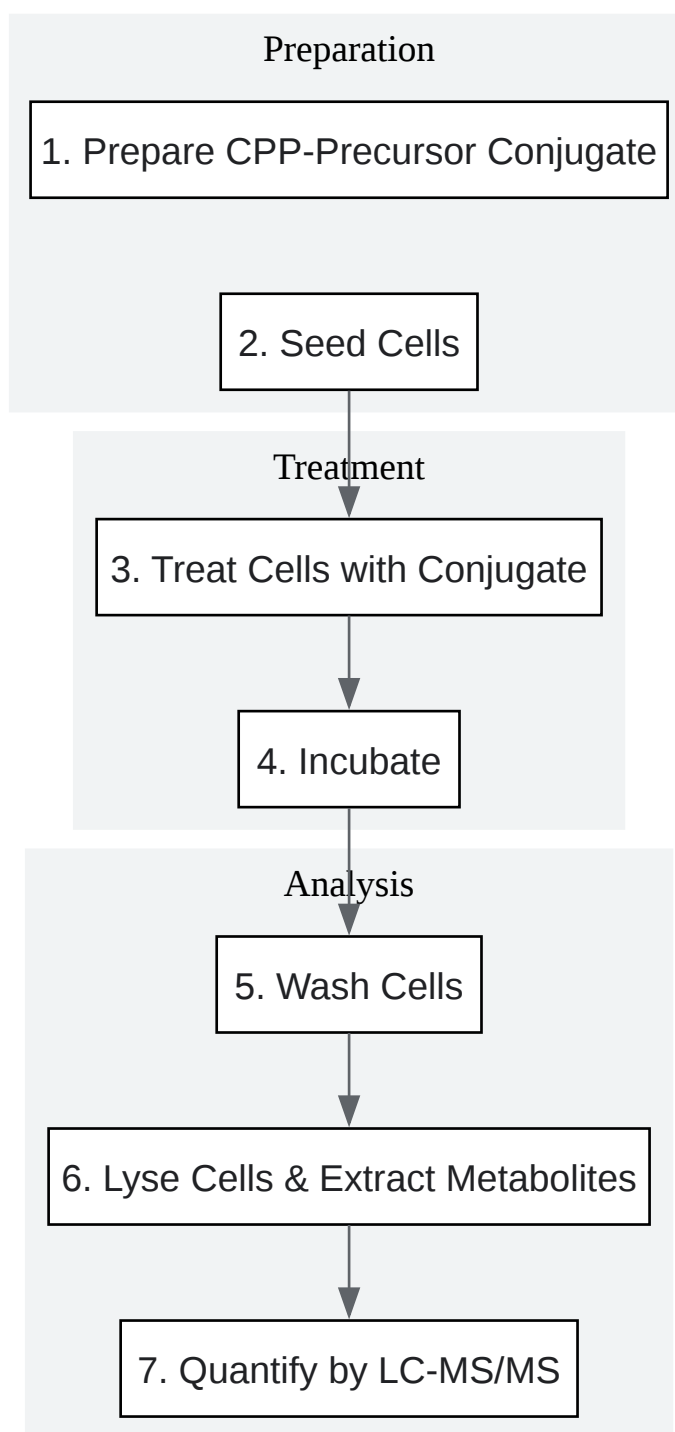 Preparation
1. Prepare CPP-Precursor Conjugate
2. Seed Cells
Treatment
3. Treat Cells with Conjugate
4. Incubate
Analysis
5. Wash Cells
6. Lyse Cells & Extract Metabolites
7. Quantify by LC-MS/MS